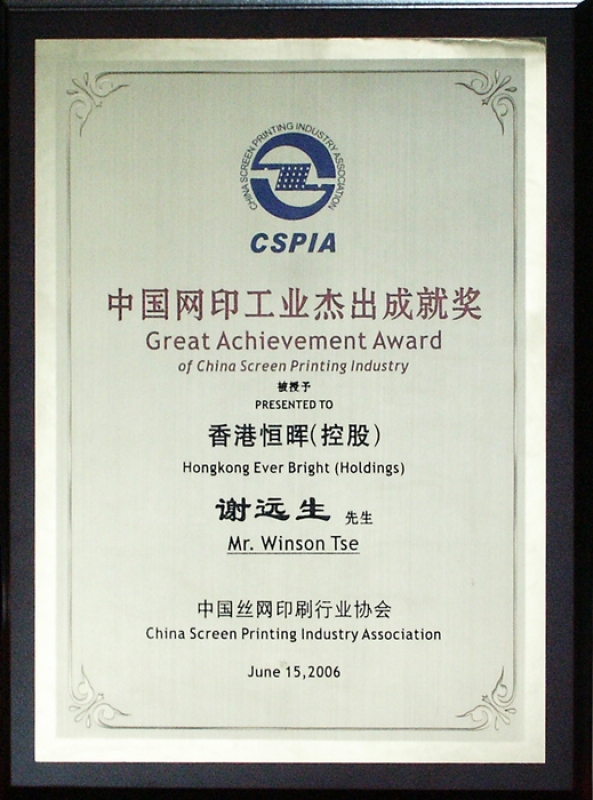 CHINA SCREEN PRINTING INDUSTRY ASSOCIATION
CSPIA
中国网印工业杰出成就奖
Great Achievement Award
of China Screen Printing Industry
被授予
PRESENTED TO
香港恒晖(控股)
Hongkong Ever Bright (Holdings)
谢远生 先生
Mr. Winson Tse
中国丝网印刷行业协会
China Screen Printing Industry Association
June 15,2006